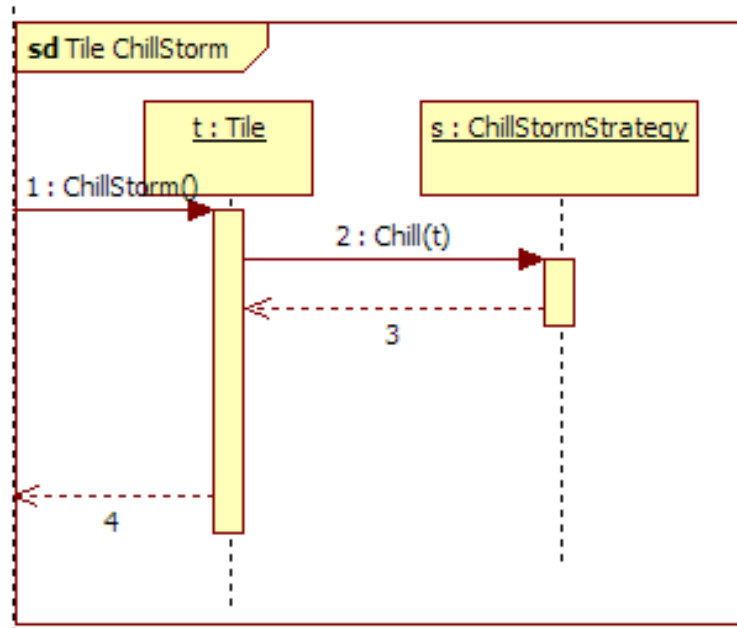 sd Tile ChillStorm
t : Tile
s : ChillStormStrategy
1 : ChillStorm()
2 : Chill(t)
3
4